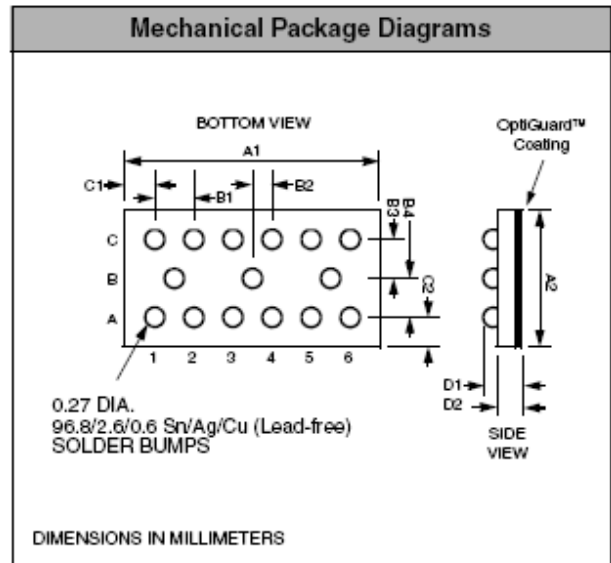 Mechanical Package Diagrams
BOTTOM VIEW
OptiGuard™
Coating
A1
C1
B1
B2
B3
B4
C
B
A
C2
A2
1 2 3 4 5 6
D1
D2
0.27 DIA.
96.8/2.6/0.6 Sn/Ag/Cu (Lead-free)
SOLDER BUMPS
SIDE
VIEW
DIMENSIONS IN MILLIMETERS